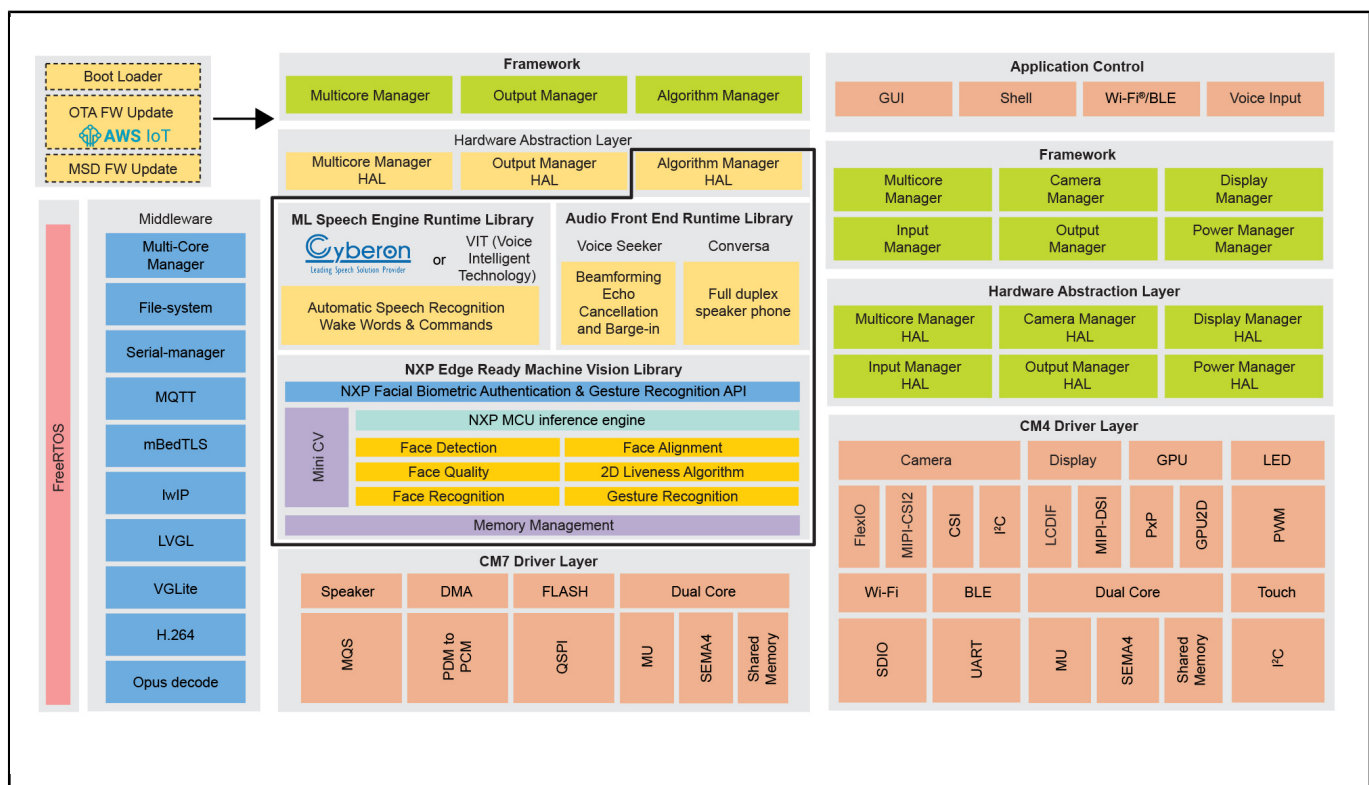 Boot Loader
OTA FW Update
AWS IoT
MSD FW Update
FreeRTOS
Middleware
Multi-Core
Manager
File-system
Serial-manager
MQTT
mBedTLS
IwIP
LVGL
VGLite
H.264
Opus decode
Framework
Multicore Manager
Output Manager
Algorithm Manager
Hardware Abstraction Layer
Multicore Manager
HAL
Output Manager
HAL
Algorithm Manager
HAL
ML Speech Engine Runtime Library
Cyberon
Leading Speech Solution Provider
or
VIT (Voice
Intelligent
Technology)
Automatic Speech Recognition
Wake Words & Commands
Audio Front End Runtime Library
Voice Seeker
Conversa
Beamforming
Echo
Cancellation
and Barge-in
Full duplex
speaker phone
NXP Edge Ready Machine Vision Library
NXP Facial Biometric Authentication & Gesture Recognition API
Mini CV
NXP MCU inference engine
Face Detection
Face Alignment
Face Quality
2D Liveness Algorithm
Face Recognition
Gesture Recognition
Memory Management
CM7 Driver Layer
Speaker
DMA
FLASH
Dual Core
MQS
PDM to
PCM
QSPI
MU
SEMA4
Shared
Memory
Application Control
GUI
Shell
Wi-Fi®/BLE
Voice Input
Framework
Multicore
Manager
Camera
Manager
Display
Manager
Input
Manager
Output
Manager
Power Manager
Manager
Hardware Abstraction Layer
Multicore Manager
HAL
Camera Manager
HAL
Display Manager
HAL
Input Manager
HAL
Output Manager
HAL
Power Manager
HAL
CM4 Driver Layer
Camera
Display
GPU
LED
FlexIO
MIPI-CSI2
CSI
I²C
LCDIF
MIPI-DSI
PxP
GPU2D
PWM
Wi-Fi
BLE
Dual Core
Touch
SDIO
UART
MU
SEMA4
Shared
Memory
I²C